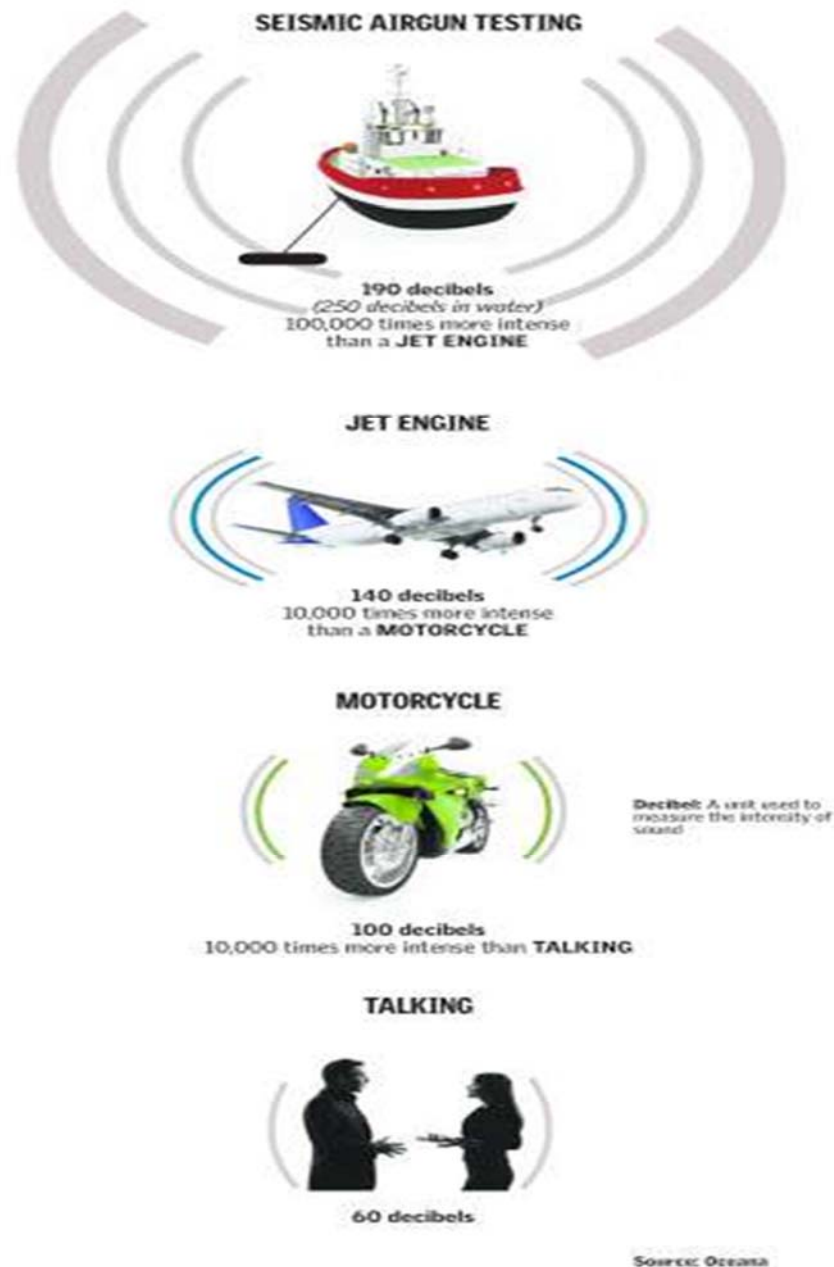 SEISMIC AIRGUN TESTING
190 decibels
(250 decibels in water)
100,000 times more intense
than a JET ENGINE
JET ENGINE
140 decibels
10,000 times more intense
than a MOTORCYCLE
MOTORCYCLE
Decibel: A unit used to
measure the intensity of
sound
100 decibels
10,000 times more intense than TALKING
TALKING
60 decibels
Source: Oceana